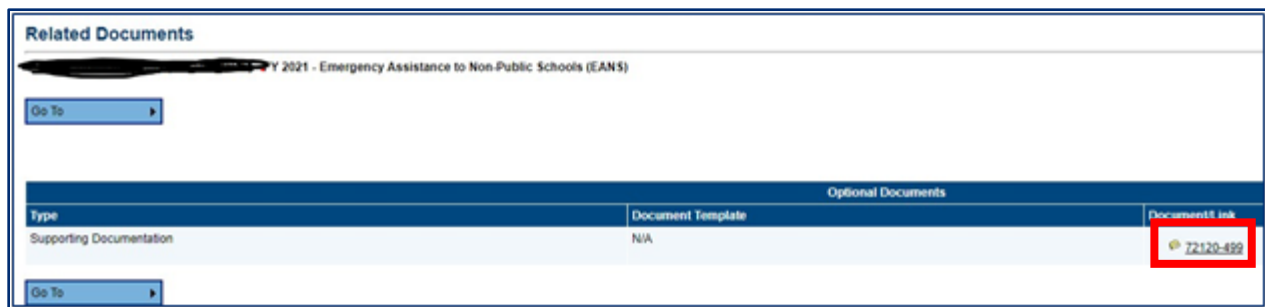 Related Documents
Y 2021 - Emergency Assistance to Non-Public Schools (EANS)
Go To
Optional Documents
Type Document Template Document/Link
Supporting Documentation N/A 72120-499
Go To